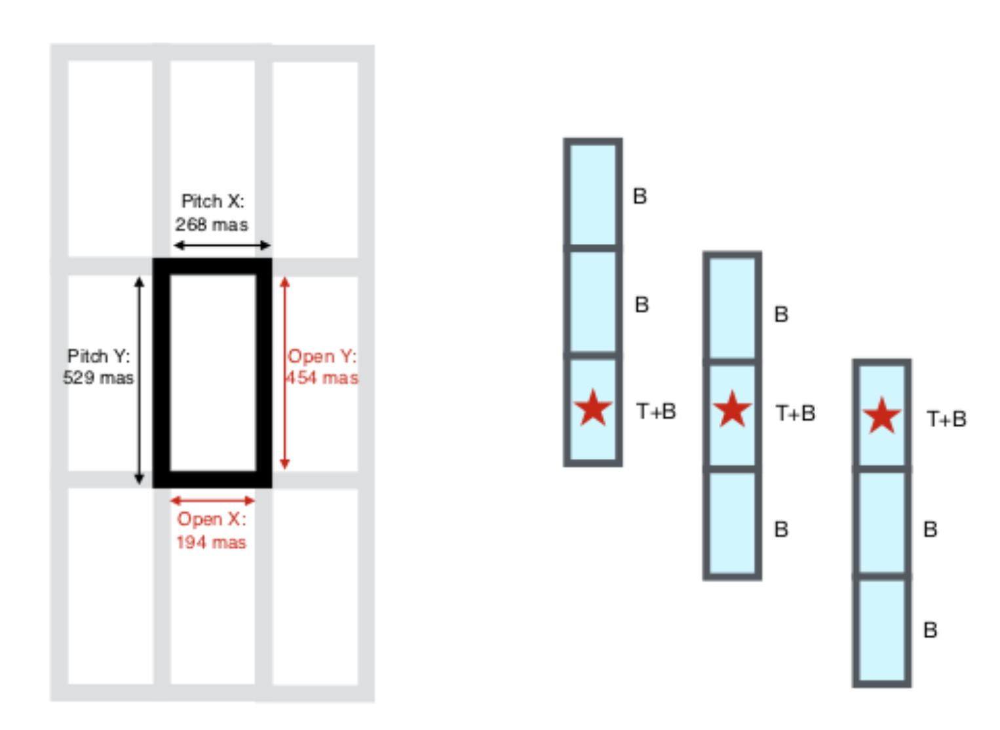 Pitch X:
268 mas
Pitch Y:
529 mas
Open Y:
454 mas
Open X:
194 mas
B
B
T+B
B
T+B
B
T+B
B
B